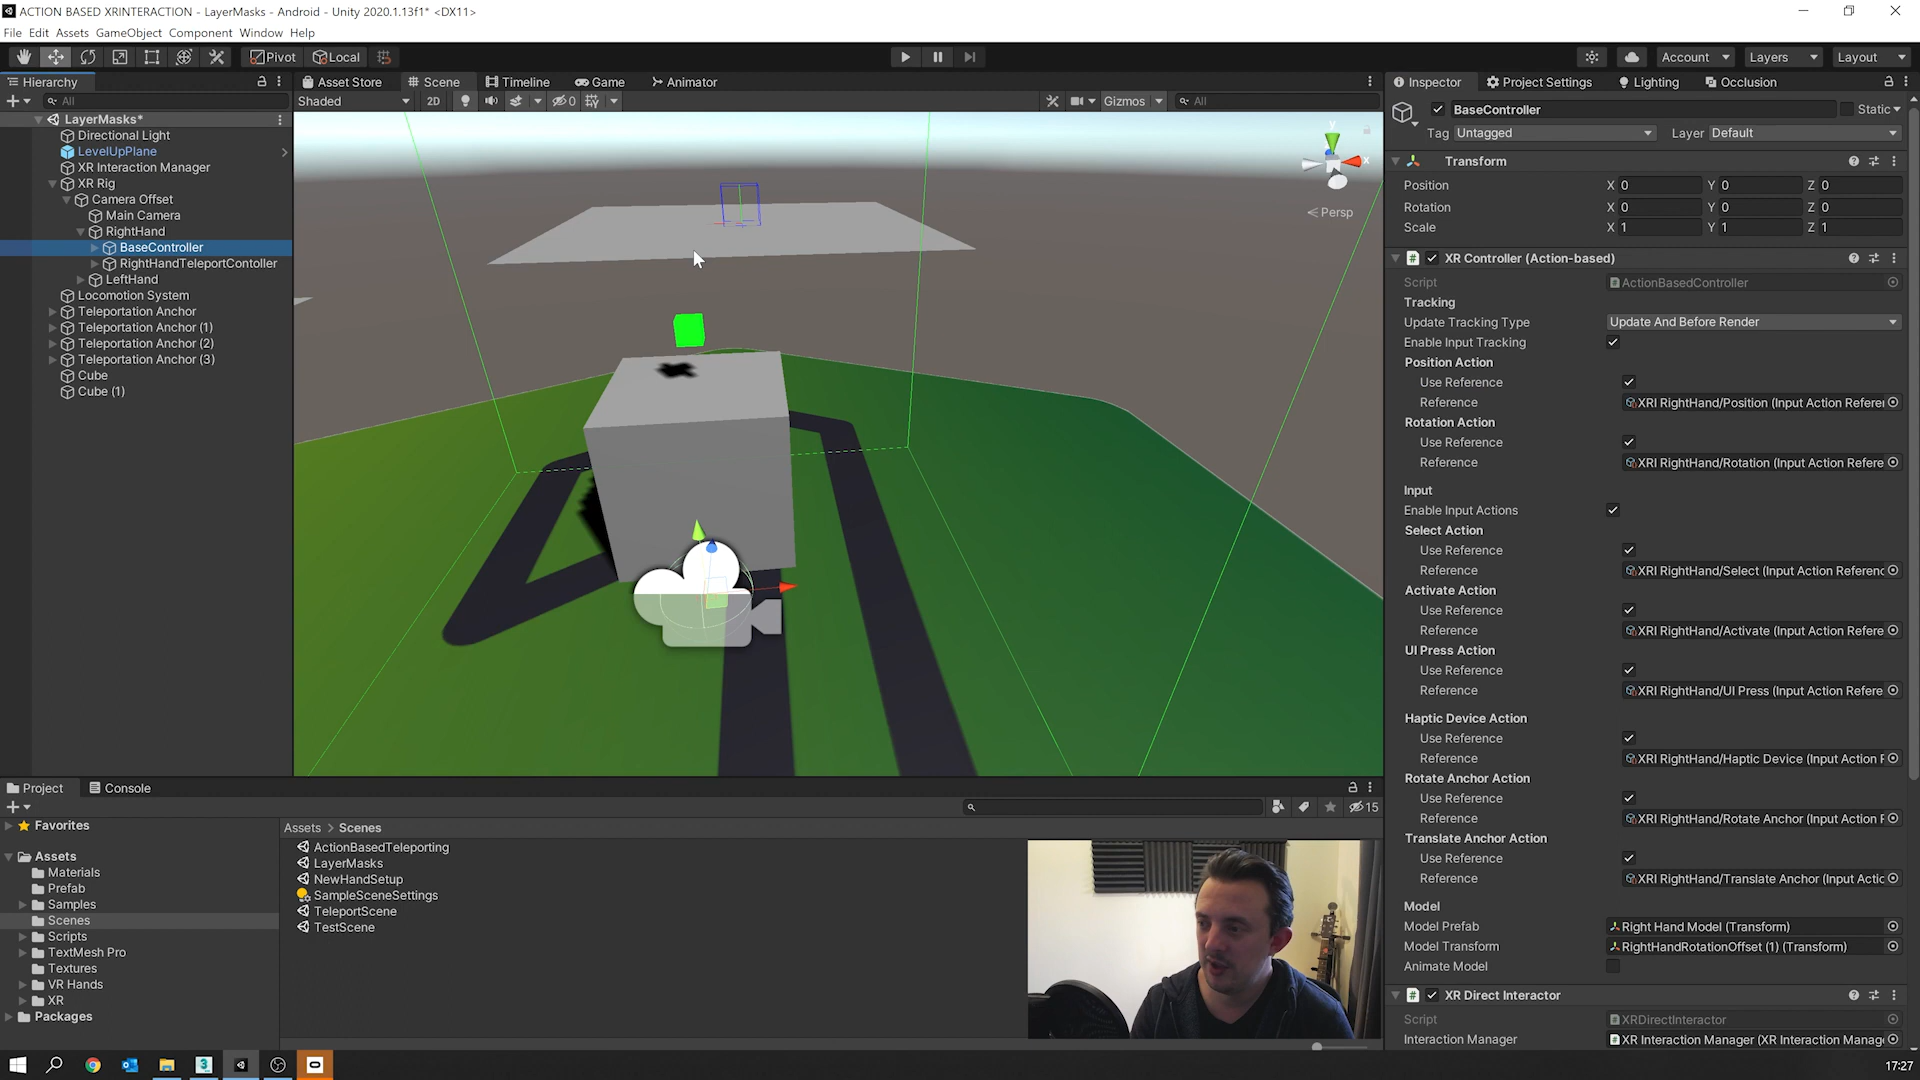 ACTION BASED XRINTERACTION - LayerMasks - Android - Unity 2020.1.13f1* <DX11>
File Edit Assets GameObject Component Window Help
Pivot Local Account Layers Layout
Hierarchy
All
LayerMasks*
Directional Light
LevelUpPlane
XR Interaction Manager
XR Rig
Camera Offset
Main Camera
RightHand
BaseController
RightHandTeleportContoller
LeftHand
Locomotion System
Teleportation Anchor
Teleportation Anchor (1)
Teleportation Anchor (2)
Teleportation Anchor (3)
Cube
Cube (1)
Asset Store Scene Timeline Game Animator
Shaded 2D 0 Gizmos All
y
x
Persp
Inspector Project Settings Lighting Occlusion
BaseController Static
Tag Untagged Layer Default
Transform
Position X 0 Y 0 Z 0
Rotation X 0 Y 0 Z 0
Scale X 1 Y 1 Z 1
XR Controller (Action-based)
Script ActionBasedController
Tracking
Update Tracking Type Update And Before Render
Enable Input Tracking
Position Action
Use Reference
Reference XRI RightHand/Position (Input Action Referen
Rotation Action
Use Reference
Reference XRI RightHand/Rotation (Input Action Refere
Input
Enable Input Actions
Select Action
Use Reference
Reference XRI RightHand/Select (Input Action Referenc
Activate Action
Use Reference
Reference XRI RightHand/Activate (Input Action Refere
UI Press Action
Use Reference
Reference XRI RightHand/UI Press (Input Action Refere
Haptic Device Action
Use Reference
Reference XRI RightHand/Haptic Device (Input Action F
Rotate Anchor Action
Use Reference
Reference XRI RightHand/Rotate Anchor (Input Action F
Translate Anchor Action
Use Reference
Reference XRI RightHand/Translate Anchor (Input Actic
Model
Model Prefab Right Hand Model (Transform)
Model Transform RightHandRotationOffset (1) (Transform)
Animate Model
XR Direct Interactor
Script XRDirectInteractor
Interaction Manager XR Interaction Manager (XR Interaction Manag
Project Console
15
Favorites
Assets
Materials
Prefab
Samples
Scenes
Scripts
TextMesh Pro
Textures
VR Hands
XR
Packages
Assets > Scenes
ActionBasedTeleporting
LayerMasks
NewHandSetup
SampleSceneSettings
TeleportScene
TestScene
17:27